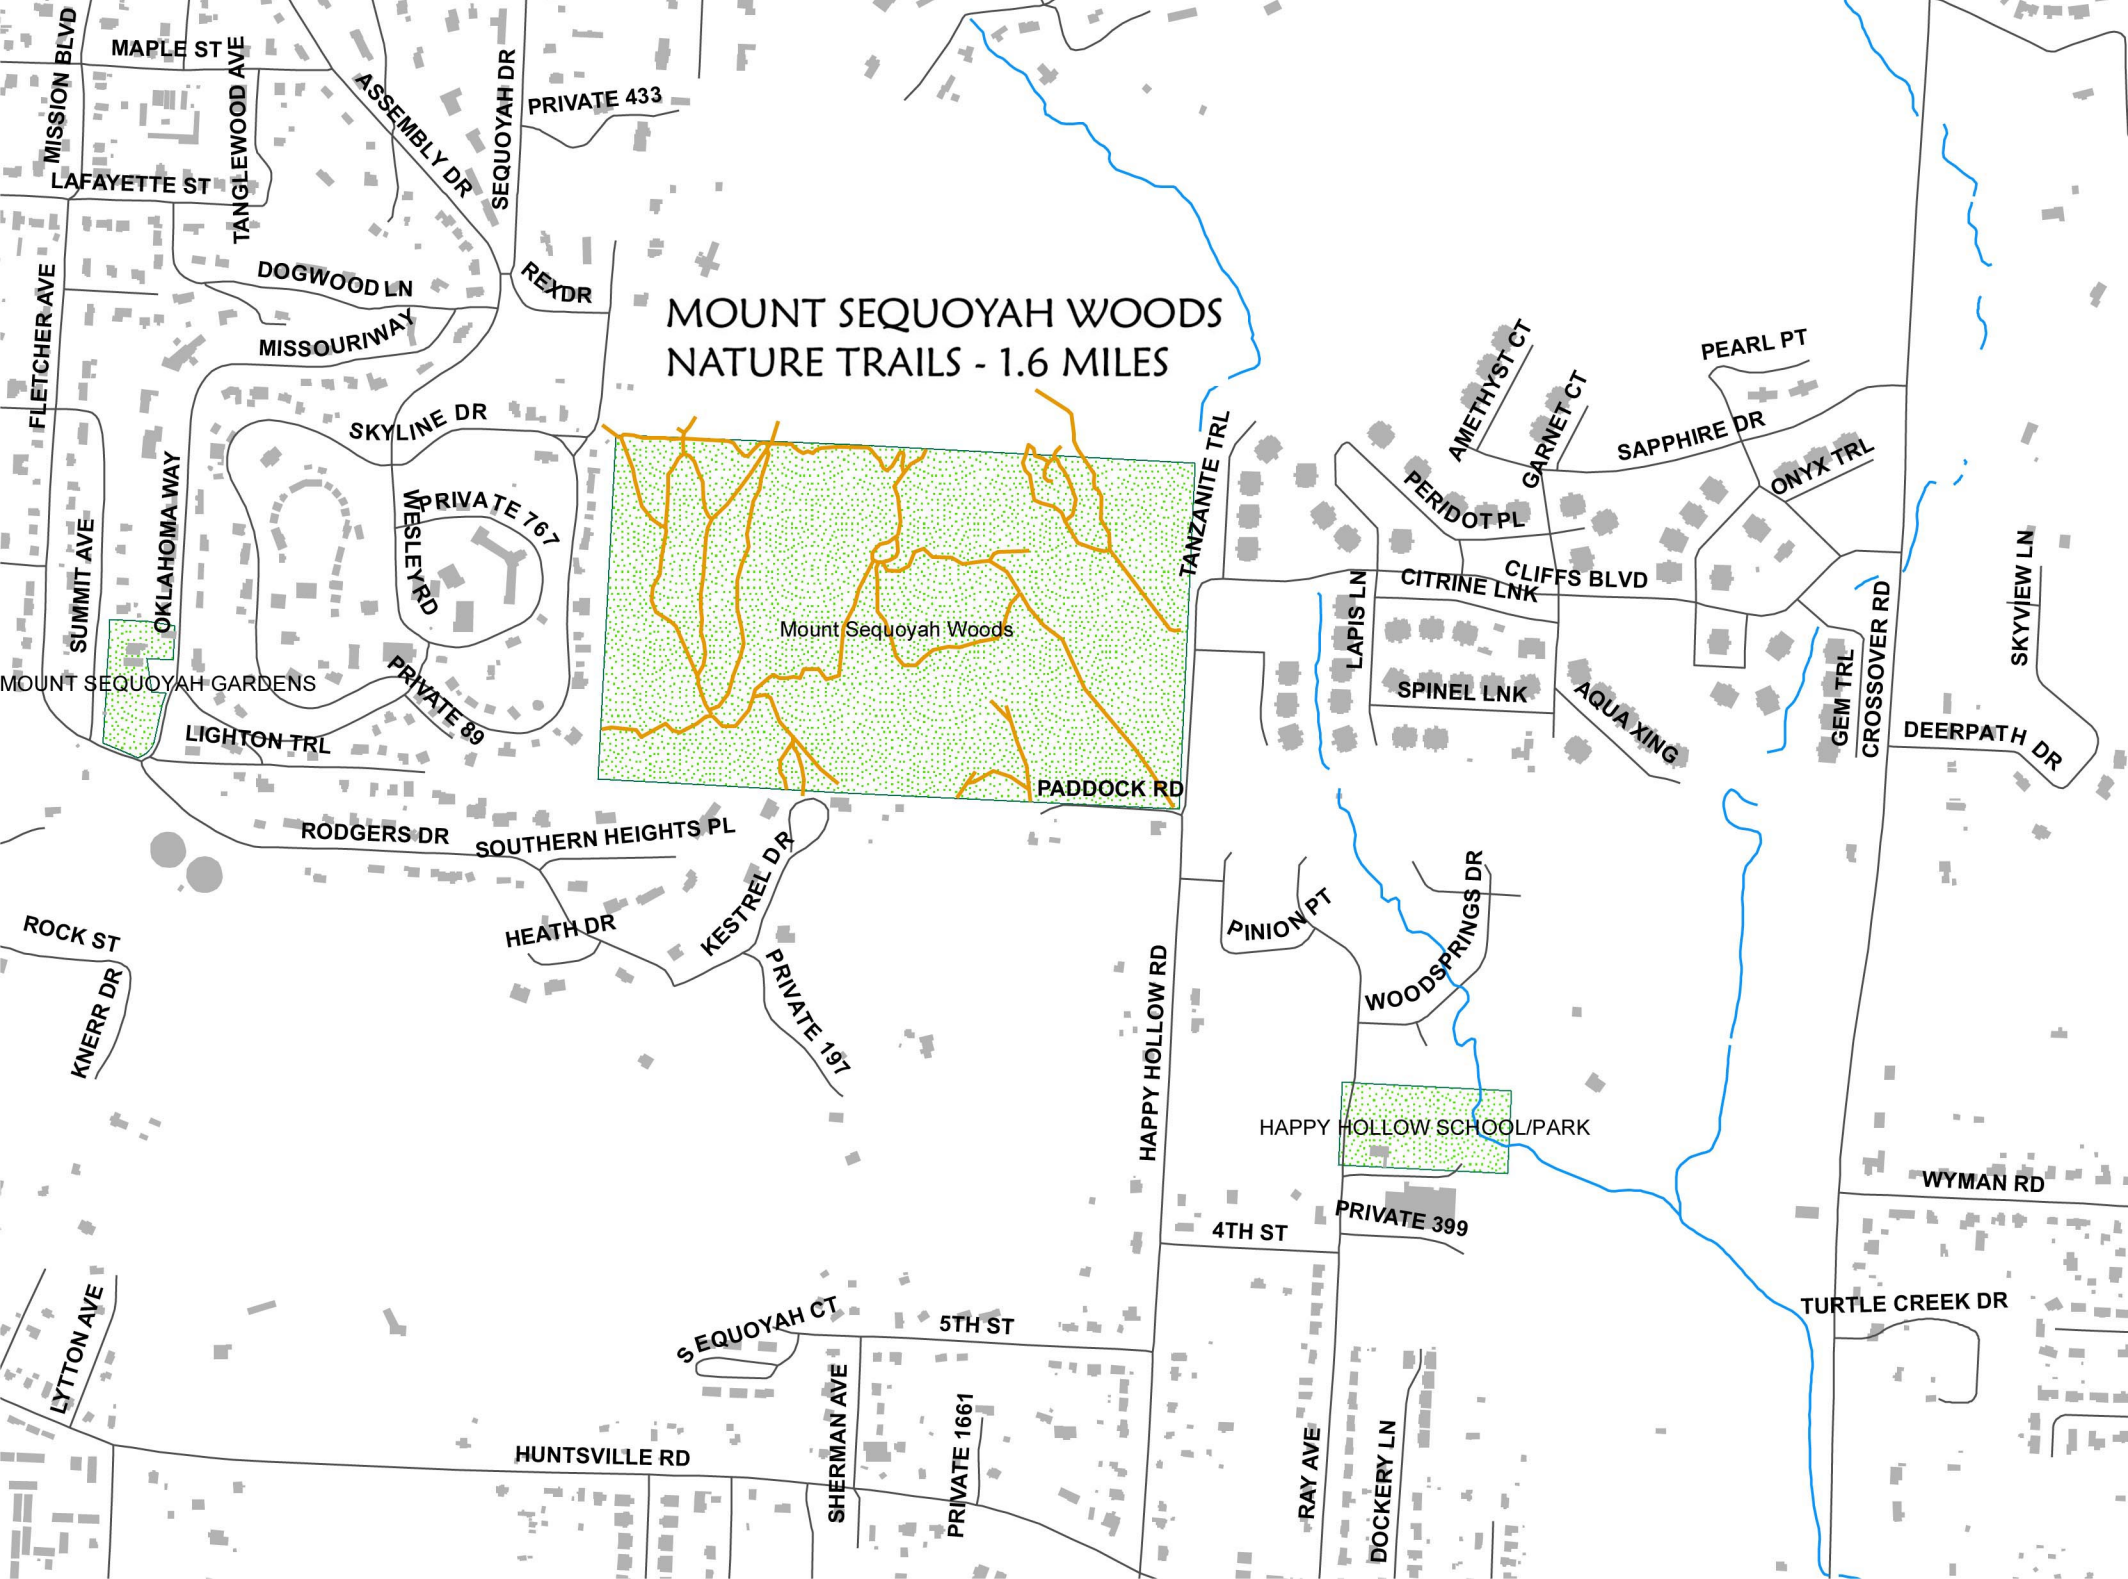 MOUNT SEQUOYAH WOODS
NATURE TRAILS - 1.6 MILES
MISSION BLVD
MAPLE ST
TANGLEWOOD AVE
ASSEMBLY DR
SEQUOYAH DR
PRIVATE 433
LAFAYETTE ST
DOGWOOD LN
REX DR
FLETCHER AVE
MISSOURI WAY
SKYLINE DR
AMETHYST CT
GARNET CT
PEARL PT
SAPPHIRE DR
ONYX TRL
TANZANITE TRL
OKLAHOMA WAY
WESLEY RD
PRIVATE 767
PERIDOT PL
SUMMIT AVE
CITRINE LNK
CLIFFS BLVD
LAPIS LN
SKYVIEW LN
Mount Sequoyah Woods
MOUNT SEQUOYAH GARDENS
PRIVATE 89
SPINEL LNK
AQUA XING
GEM TRL
CROSSOVER RD
LIGHTON TRL
DEERPATH DR
PADDOCK RD
RODGERS DR
SOUTHERN HEIGHTS PL
KESTREL DR
HEATH DR
PINION PT
WOODSPRINGS DR
ROCK ST
KNERR DR
PRIVATE 197
HAPPY HOLLOW RD
HAPPY HOLLOW SCHOOL/PARK
WYMAN RD
PRIVATE 399
4TH ST
LYTTON AVE
SEQUOYAH CT
5TH ST
TURTLE CREEK DR
SHERMAN AVE
PRIVATE 1661
HUNTSVILLE RD
RAY AVE
DOCKERY LN